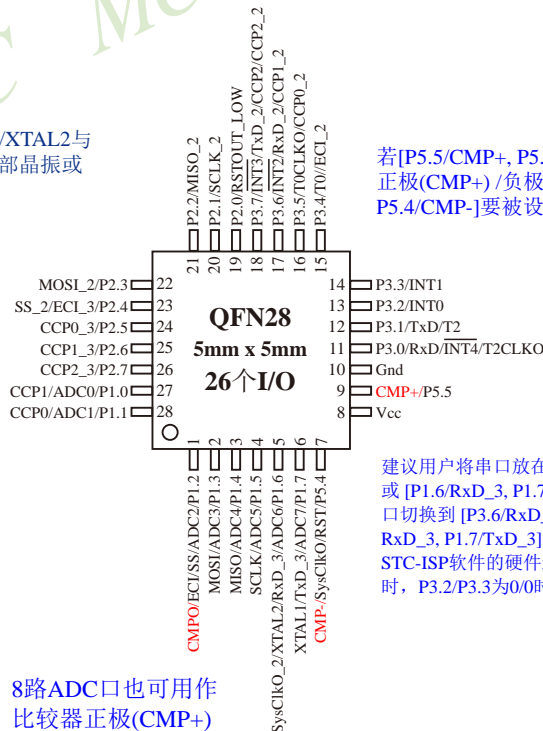 /XTAL2与
部晶振或
P2.2/MISO_2
P2.1/SCLK_2
P2.0/RSTOUT_LOW
P3.7/INT3/TxD_2/CCP2/CCP2_2
P3.6/INT2/RxD_2/CCP1_2
P3.5/T0CLKO/CCP0_2
P3.4/T0//ECI_2
若[P5.5/CMP+, P5.
正极(CMP+) /负极
P5.4/CMP-]要被设
21
20
19
18
17
16
15
MOSI_2/P2.3 22
SS_2/ECI_3/P2.4 23
CCP0_3/P2.5 24
CCP1_3/P2.6 25
CCP2_3/P2.7 26
CCP1/ADC0/P1.0 27
CCP0/ADC1/P1.1 28
QFN28
5mm x 5mm
26个I/O
14 P3.3/INT1
13 P3.2/INT0
12 P3.1/TxD/T2
11 P3.0/RxD/INT4/T2CLKO
10 Gnd
9 CMP+/P5.5
8 Vcc
1
2
3
4
5
6
7
CMPO/ECI/SS/ADC2/P1.2
MOSI/ADC3/P1.3
MISO/ADC4/P1.4
SCLK/ADC5/P1.5
SysClkO_2/XTAL2/RxD_3/ADC6/P1.6
XTAL1/TxD_3/ADC7/P1.7
CMP-/SysClkO/RST/P5.4
建议用户将串口放在
或 [P1.6/RxD_3, P1.7
口切换到 [P3.6/RxD_
RxD_3, P1.7/TxD_3]
STC-ISP软件的硬件
时，P3.2/P3.3为0/0时
8路ADC口也可用作
比较器正极(CMP+)